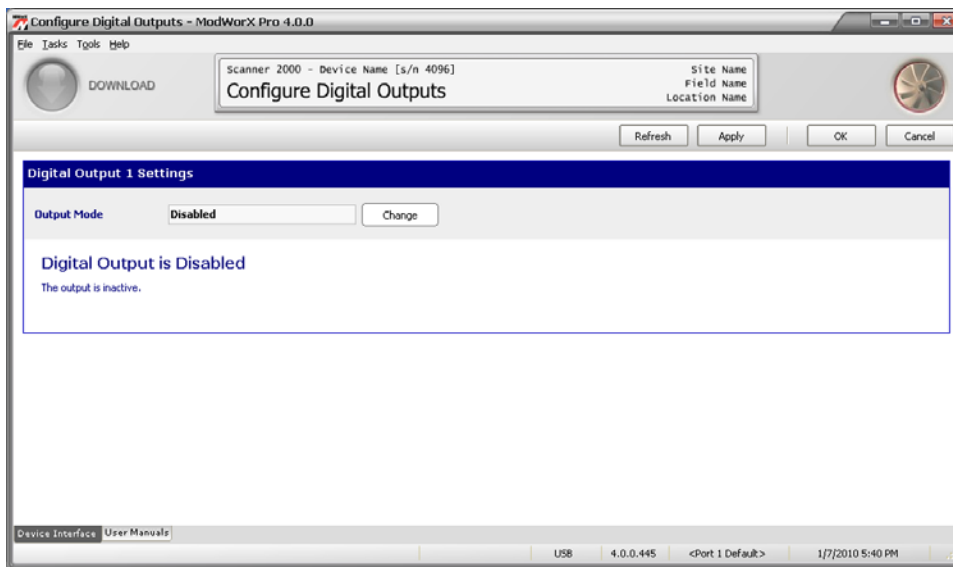 Configure Digital Outputs - ModWorX Pro 4.0.0
File Tasks Tools Help
DOWNLOAD
Scanner 2000 - Device Name [s/n 4096]
Configure Digital Outputs
Site Name
Field Name
Location Name
Refresh Apply OK Cancel
Digital Output 1 Settings
Output Mode Disabled Change
Digital Output is Disabled
The output is inactive.
Device Interface User Manuals
USB 4.0.0.445 <Port 1 Default> 1/7/2010 5:40 PM